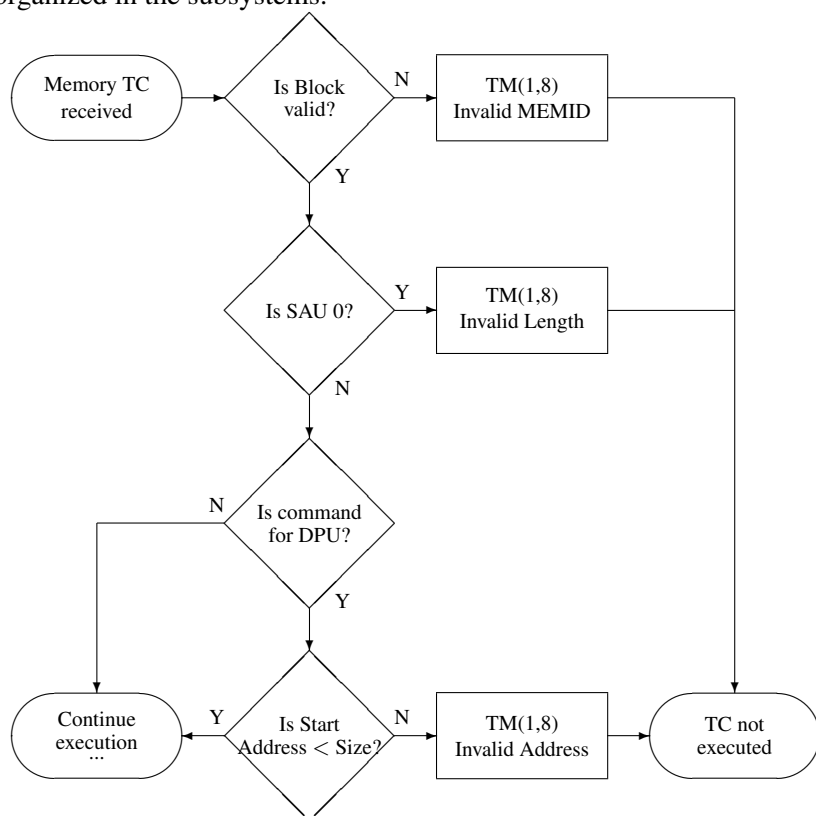 organized in the subsystems.
Memory TC
received
Is Block
valid?
N
TM(1,8)
Invalid MEMID
Y
Is SAU 0?
Y
TM(1,8)
Invalid Length
N
N
Is command
for DPU?
Y
Continue
execution
...
Y
Is Start
Address < Size?
N
TM(1,8)
Invalid Address
TC not
executed